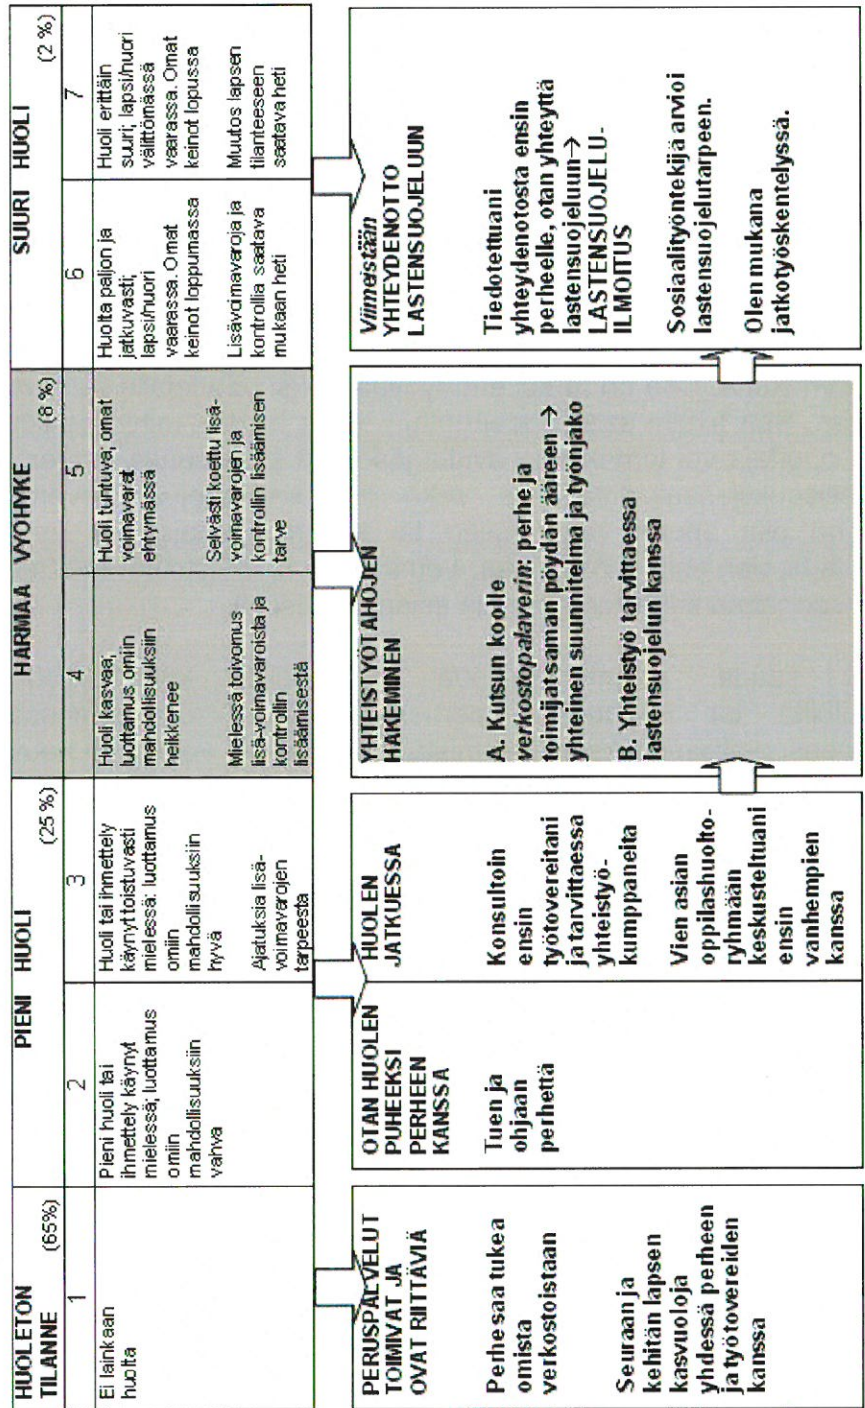 HUOLETON
TILANNE (65%)
PIENI HUOLI
(25 %)
HARMAA VYÖHYKE
(8 %)
SUURI HUOLI
(2 %)
1
2
3
4
5
6
7
Ei lainkaan
huolta
Pieni huoli tai
ihmettely käynyt
mielessä; luottamus
omiin
mahdollisuuksiin
vahva
Huoli tai ihmettely
käynyt toistuvasti
mielessä; luottamus
omiin
mahdollisuuksiin
hyvä
Ajatuksia lisä-
voimavarojen
tarpeesta
Huoli kasvaa;
luottamus omiin
mahdollisuuksiin
heikkenee
Mielessä toivomus
lisä-voimavaroista ja
kontrollin
lisäämisestä
Huoli tuntuva; omat
voimavarat
ehtymässä
Selvästi koettu lisä-
voimavarojen ja
kontrollin lisäämisen
tarve
Huolta paljon ja
jatkuvasti;
lapsi/nuori
vaarassa. Omat
keinot loppumassa
Lisävoimavaroja ja
kontrollia saatava
mukaan heti
Huoli erittäin
suuri; lapsi/nuori
välittömässä
vaarassa. Omat
keinot lopussa
Muutos lapsen
tilanteeseen
saatava heti
PERUSPALVELUT
TOIMIVAT JA
OVAT RIITTÄVIÄ
Perhe saa tukea
omista
verkostoistaan
Seuraan ja
kehitän lapsen
kasvuoloja
yhdessä perheen
ja työtovereiden
kanssa
OTAN HUOLEN
PUHEEKSI
PERHEEN
KANSSA
Tuen ja
ohjaan
perhettä
HUOLEN
JATKUESSA
Konsultoin
ensin
työtovereitani
ja tarvittaessa
yhteistyö-
kumppaneita
Vien asian
oppilashuolto-
ryhmään
keskusteltuani
ensin
vanhempien
kanssa
YHTEISTYÖTAHOJEN
HAKEMINEN
A. Kutsun koolle
verkostopalaverin: perhe ja
toimijat saman pöydän ääreen →
yhteinen suunnitelma ja työnjako
B. Yhteistyö tarvittaessa
lastensuojelun kanssa
Viimeistään
YHTEYDENOTTO
LASTENSUOJELUUN
Tiedotettuani
yhteydenotosta ensin
perheelle, otan yhteyttä
lastensuojeluun→
LASTENSUOJELU-
ILMOITUS
Sosiaalityöntekijä arvioi
lastensuojelutarpeen.
Olen mukana
jatkotyöskentelyssä.